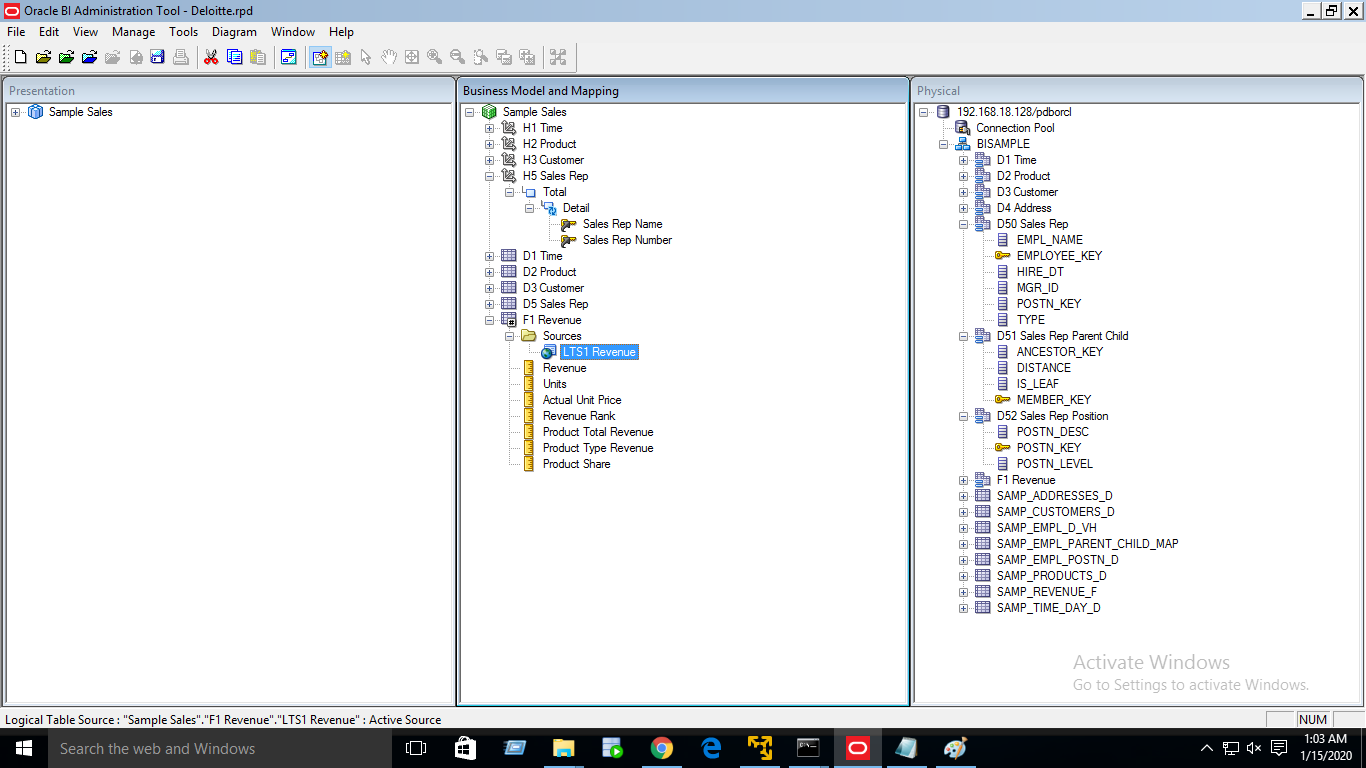 Oracle BI Administration Tool - Deloitte.rpd
File Edit View Manage Tools Diagram Window Help
Presentation
Sample Sales
Business Model and Mapping
Sample Sales
H1 Time
H2 Product
H3 Customer
H5 Sales Rep
Total
Detail
Sales Rep Name
Sales Rep Number
D1 Time
D2 Product
D3 Customer
D5 Sales Rep
F1 Revenue
Sources
LTS1 Revenue
Revenue
Units
Actual Unit Price
Revenue Rank
Product Total Revenue
Product Type Revenue
Product Share
Physical
192.168.18.128/pdborcl
Connection Pool
BISAMPLE
D1 Time
D2 Product
D3 Customer
D4 Address
D50 Sales Rep
EMPL_NAME
EMPLOYEE_KEY
HIRE_DT
MGR_ID
POSTN_KEY
TYPE
D51 Sales Rep Parent Child
ANCESTOR_KEY
DISTANCE
IS_LEAF
MEMBER_KEY
D52 Sales Rep Position
POSTN_DESC
POSTN_KEY
POSTN_LEVEL
F1 Revenue
SAMP_ADDRESSES_D
SAMP_CUSTOMERS_D
SAMP_EMPL_D_VH
SAMP_EMPL_PARENT_CHILD_MAP
SAMP_EMPL_POSTN_D
SAMP_PRODUCTS_D
SAMP_REVENUE_F
SAMP_TIME_DAY_D
Activate Windows
Go to Settings to activate Windows.
Logical Table Source : "Sample Sales"."F1 Revenue"."LTS1 Revenue" : Active Source
NUM
Search the web and Windows
1:03 AM
1/15/2020